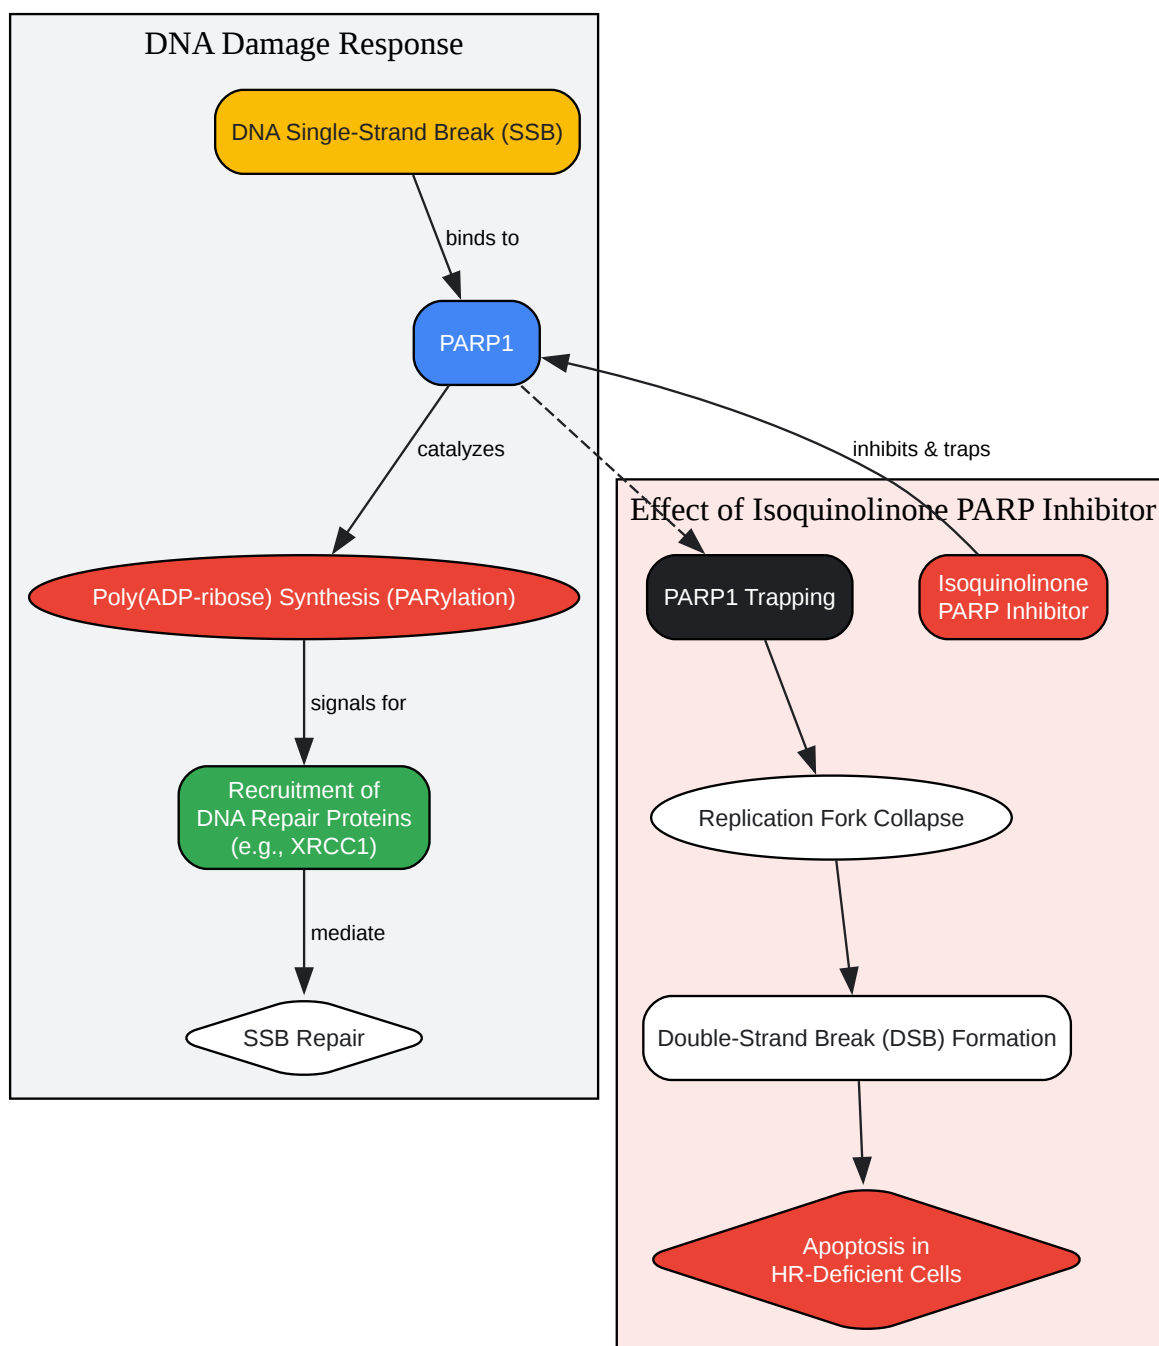 DNA Damage Response
DNA Single-Strand Break (SSB)
binds to
PARP1
catalyzes
inhibits & traps
Effect of Isoquinolinone PARP Inhibitor
Poly(ADP-ribose) Synthesis (PARylation)
PARP1 Trapping
Isoquinolinone
PARP Inhibitor
signals for
Recruitment of
DNA Repair Proteins
(e.g., XRCC1)
Replication Fork Collapse
mediate
SSB Repair
Double-Strand Break (DSB) Formation
Apoptosis in
HR-Deficient Cells